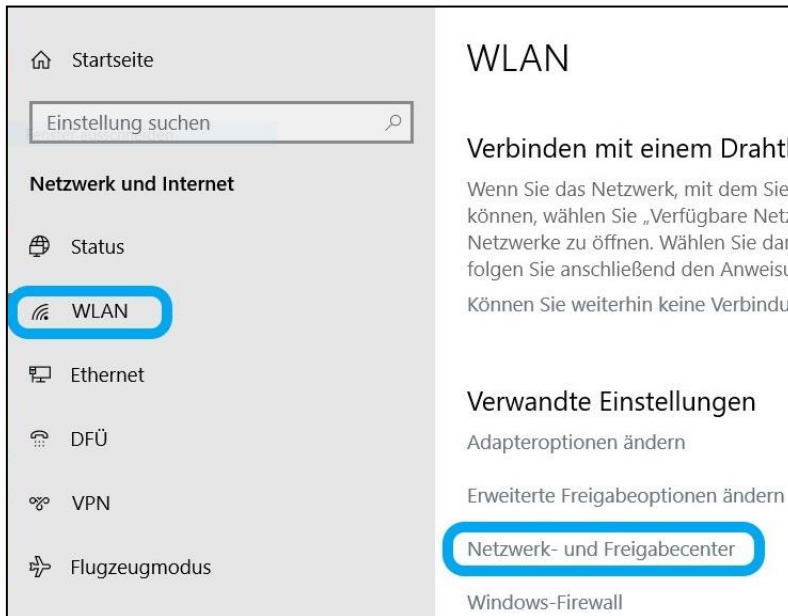 Startseite
Einstellung suchen
Netzwerk und Internet
Status
WLAN
Ethernet
DFÜ
VPN
Flugzeugmodus
WLAN
Verbinden mit einem Drahtl
Wenn Sie das Netzwerk, mit dem Sie
können, wählen Sie „Verfügbare Netz
Netzwerke zu öffnen. Wählen Sie dan
folgen Sie anschließend den Anweisu
Können Sie weiterhin keine Verbindu
Verwandte Einstellungen
Adapteroptionen ändern
Erweiterte Freigabeoptionen ändern
Netzwerk- und Freigabecenter
Windows-Firewall